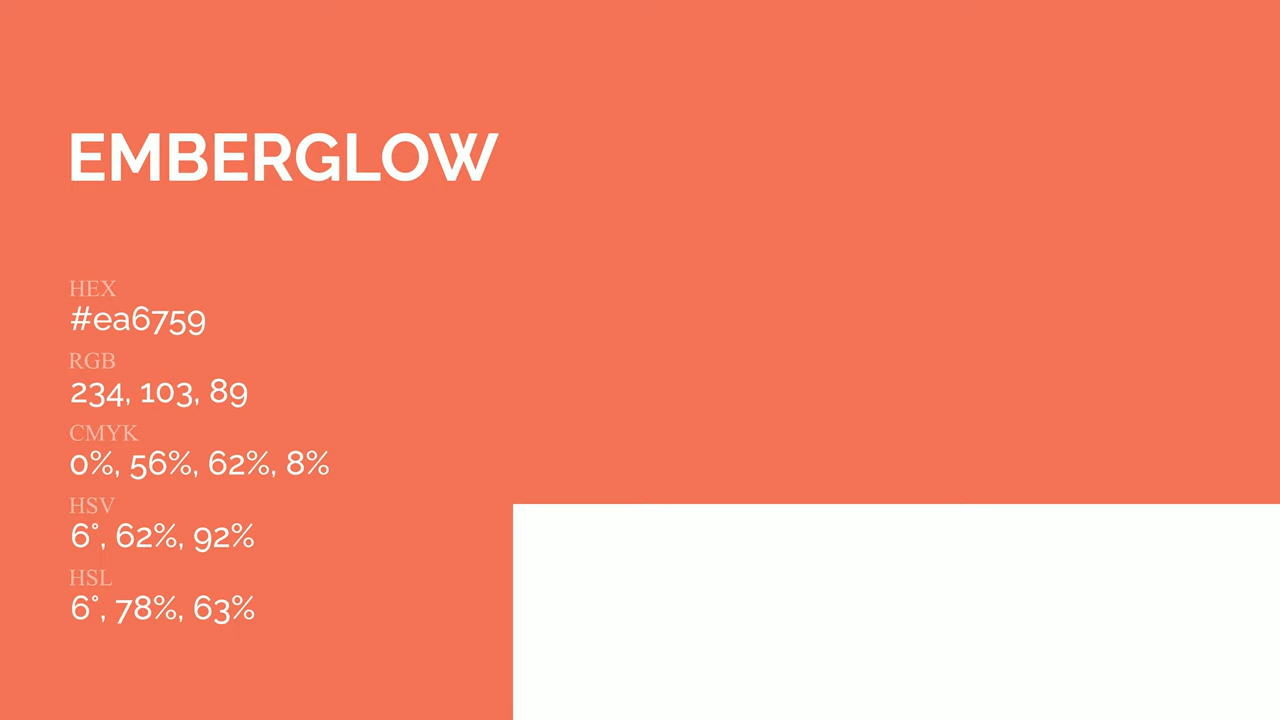 EMBERGLOW
HEX
#ea6759
RGB
234, 103, 89
CMYK
0%, 56%, 62%, 8%
HSV
6°, 62%, 92%
HSL
6°, 78%, 63%